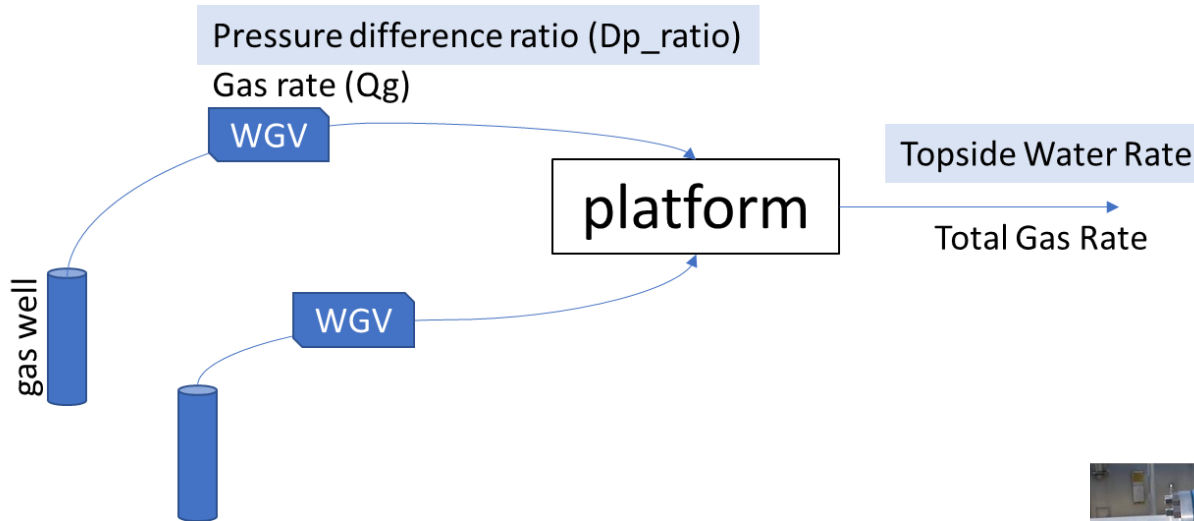 Pressure difference ratio (Dp_ratio)
Gas rate (Qg)
WGV
Topside Water Rate
platform
Total Gas Rate
gas well
WGV